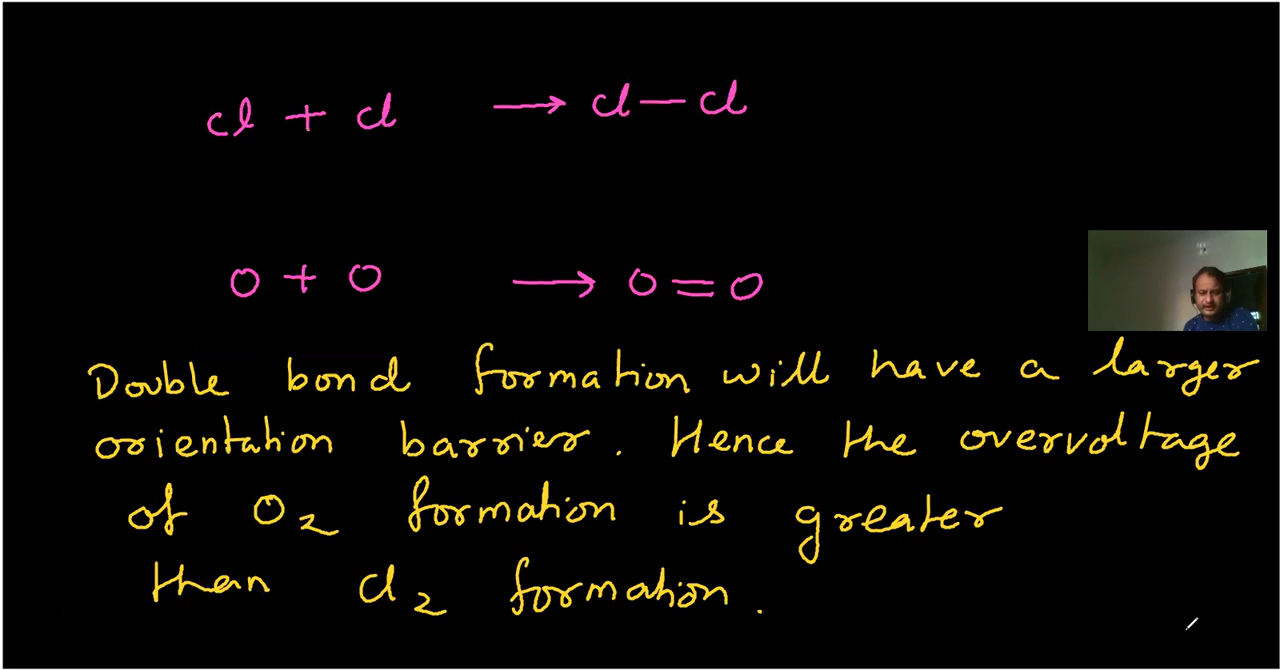 Cl + Cl → Cl — Cl
O + O → O = O
Double bond formation will have a larger
orientation barrier. Hence the overvoltage
of O₂ formation is greater
than Cl₂ formation.